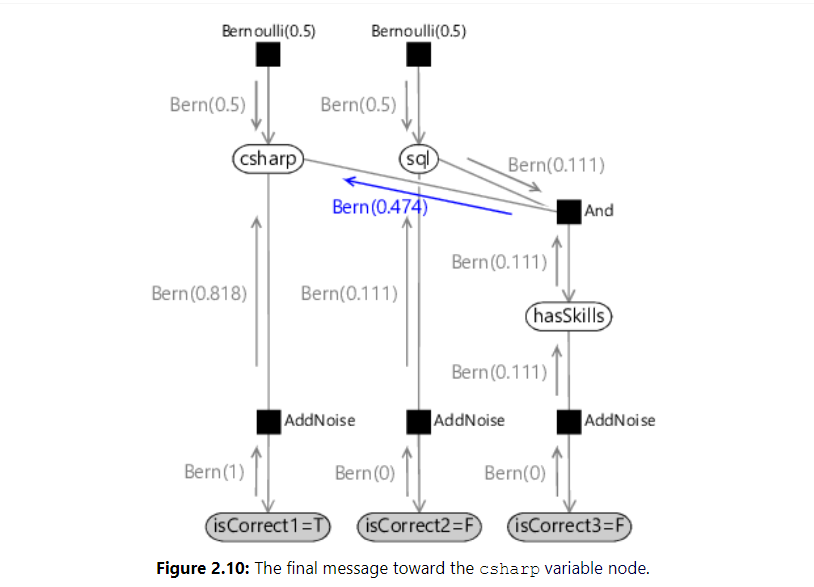 Bernoulli(0.5) Bernoulli(0.5)
Bern(0.5) Bern(0.5)
csharp sql Bern(0.111)
Bern(0.474) And
Bern(0.111)
Bern(0.818) Bern(0.111)
hasSkills
Bern(0.111)
AddNoise AddNoise AddNoise
Bern(1) Bern(0) Bern(0)
isCorrect1=T isCorrect2=F isCorrect3=F
Figure 2.10: The final message toward the csharp variable node.